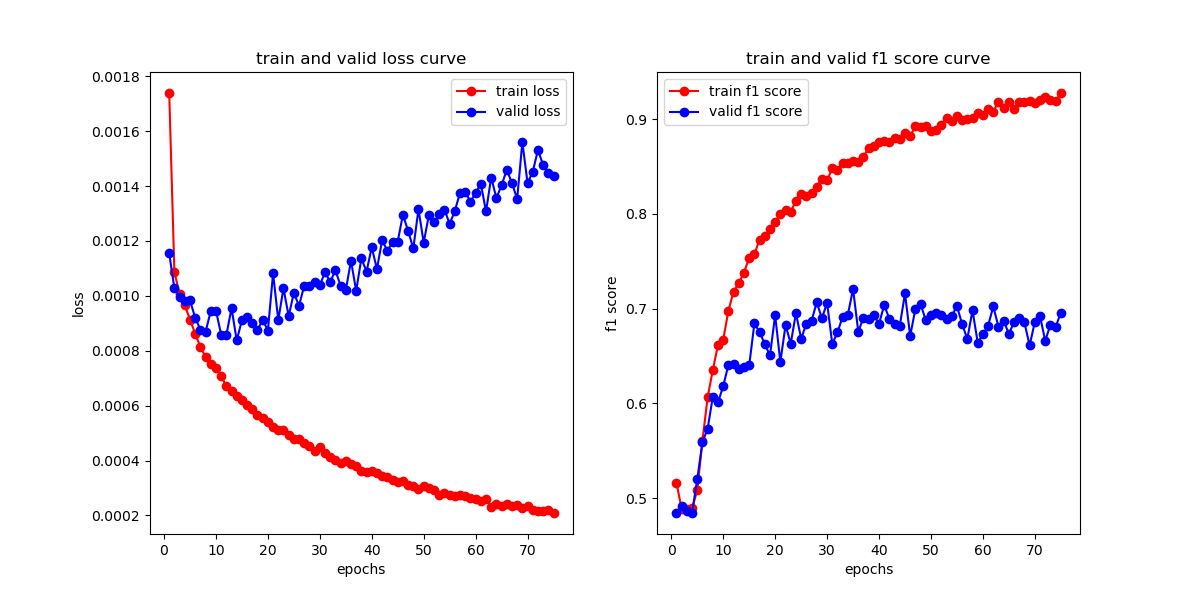 train and valid loss curve
train loss
valid loss
0.0018
0.0016
0.0014
0.0012
0.0010
0.0008
0.0006
0.0004
0.0002
loss
0 10 20 30 40 50 60 70
epochs
train and valid f1 score curve
train f1 score
valid f1 score
0.9
0.8
0.7
0.6
0.5
f1 score
0 10 20 30 40 50 60 70
epochs